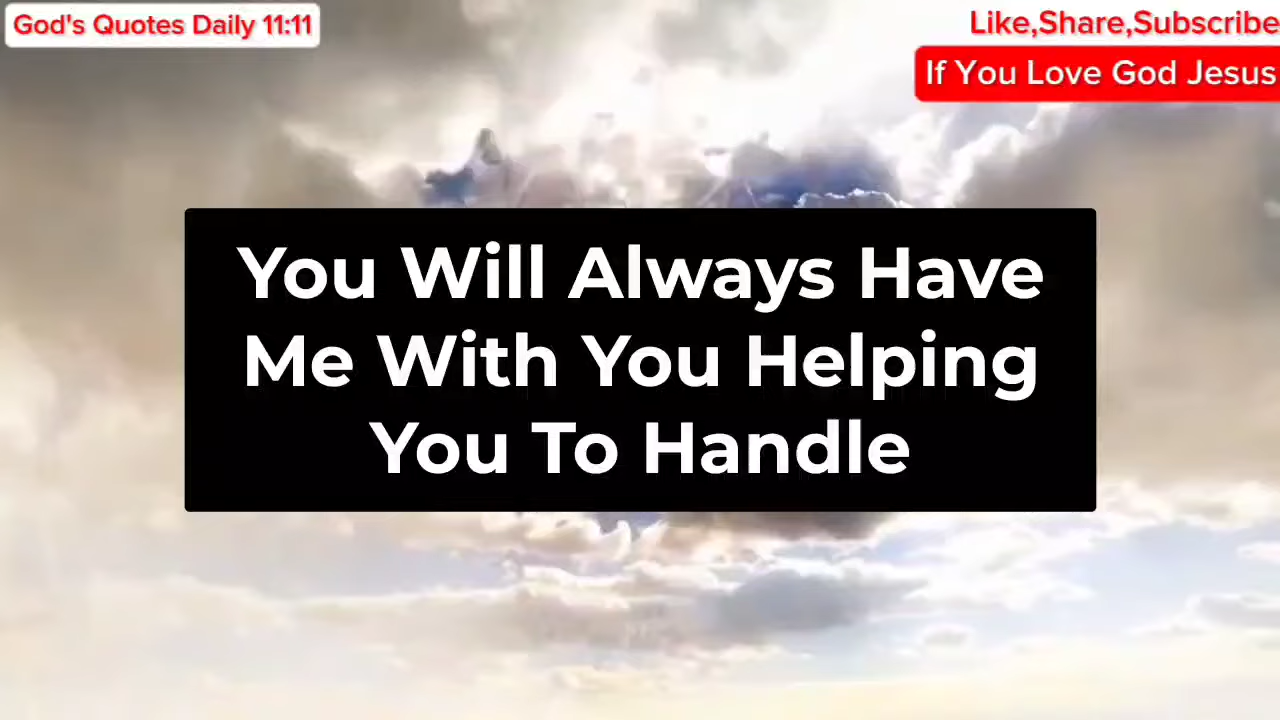 God's Quotes Daily 11:11
Like,Share,Subscribe
If You Love God Jesus
You Will Always Have
Me With You Helping
You To Handle